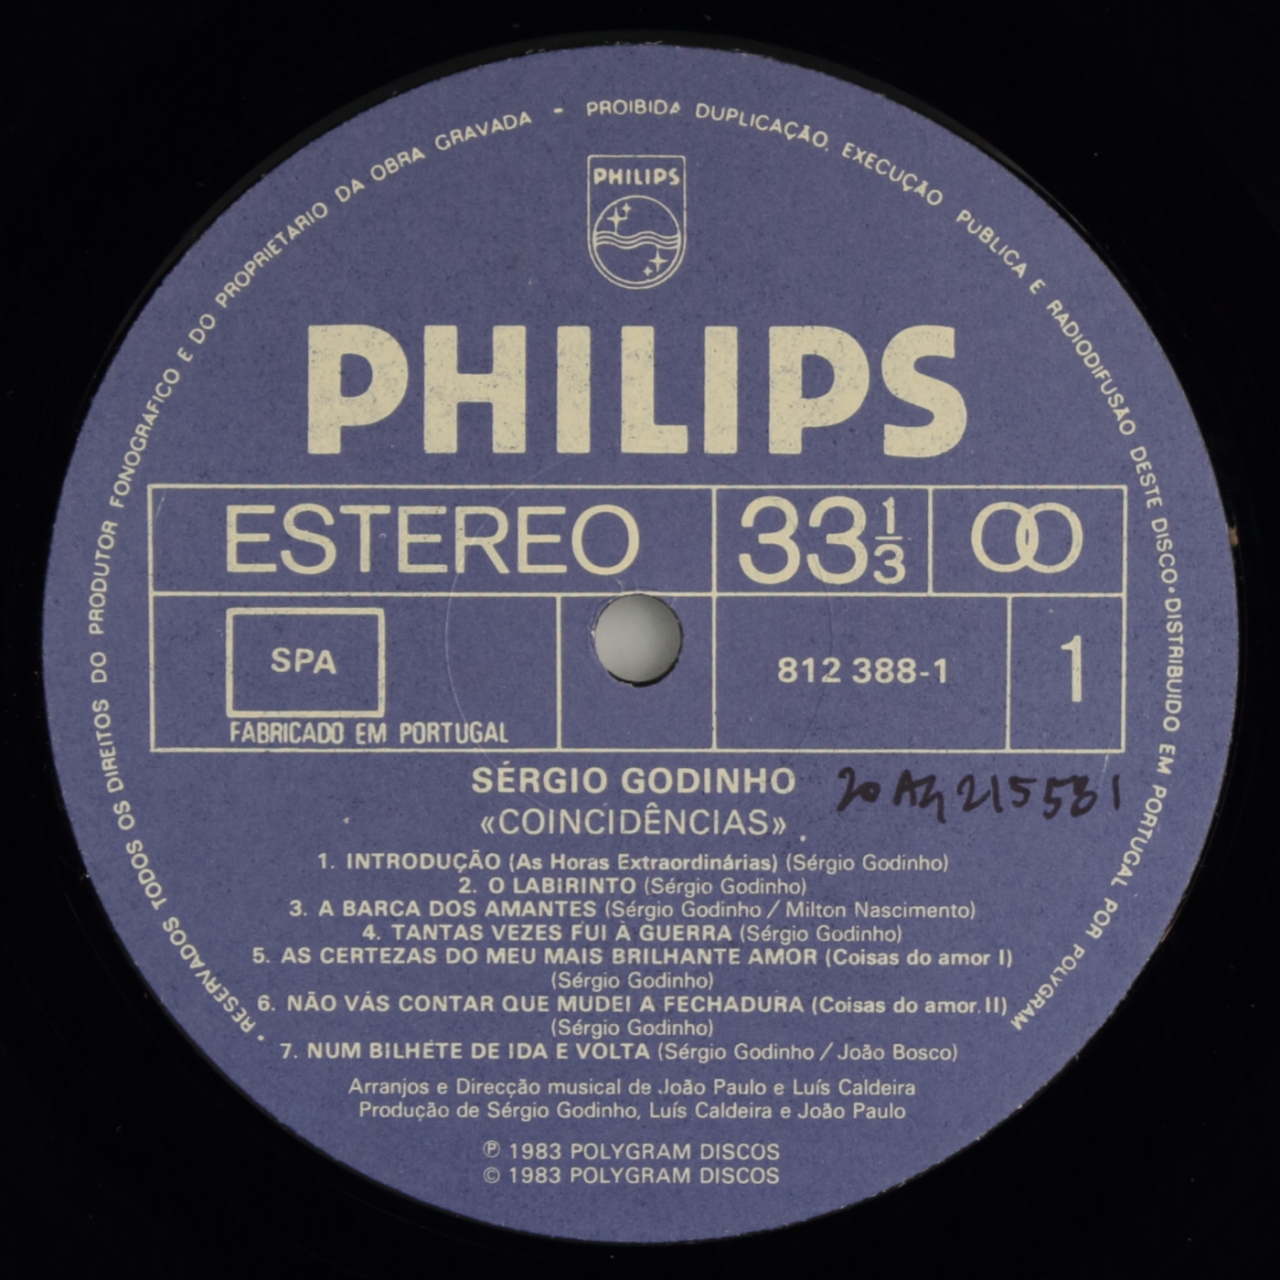 • RESERVADOS TODOS OS DIREITOS DO PRODUTOR FONOGRÁFICO E DO PROPRIETARIO DA OBRA GRAVADA - PROIBIDA DUPLICAÇÃO, EXECUÇÃO PUBLICA E RADIODIFUSÃO DESTE DISCO • DISTRIBUIDO EM PORTUGAL POR POLYGRAM
PHILIPS
PHILIPS
ESTEREO 33 1/3
SPA 812 388-1 1
FABRICADO EM PORTUGAL
SÉRGIO GODINHO
«COINCIDÊNCIAS»
1. INTRODUÇÃO (As Horas Extraordinárias) (Sérgio Godinho)
2. O LABIRINTO (Sérgio Godinho)
3. A BARCA DOS AMANTES (Sérgio Godinho / Milton Nascimento)
4. TANTAS VEZES FUI À GUERRA (Sérgio Godinho)
5. AS CERTEZAS DO MEU MAIS BRILHANTE AMOR (Coisas do amor I)
(Sérgio Godinho)
6. NÃO VÁS CONTAR QUE MUDEI A FECHADURA (Coisas do amor II)
(Sérgio Godinho)
7. NUM BILHETE DE IDA E VOLTA (Sérgio Godinho / João Bosco)
Arranjos e Direcção musical de João Paulo e Luís Caldeira
Produção de Sérgio Godinho, Luís Caldeira e João Paulo
℗ 1983 POLYGRAM DISCOS
© 1983 POLYGRAM DISCOS